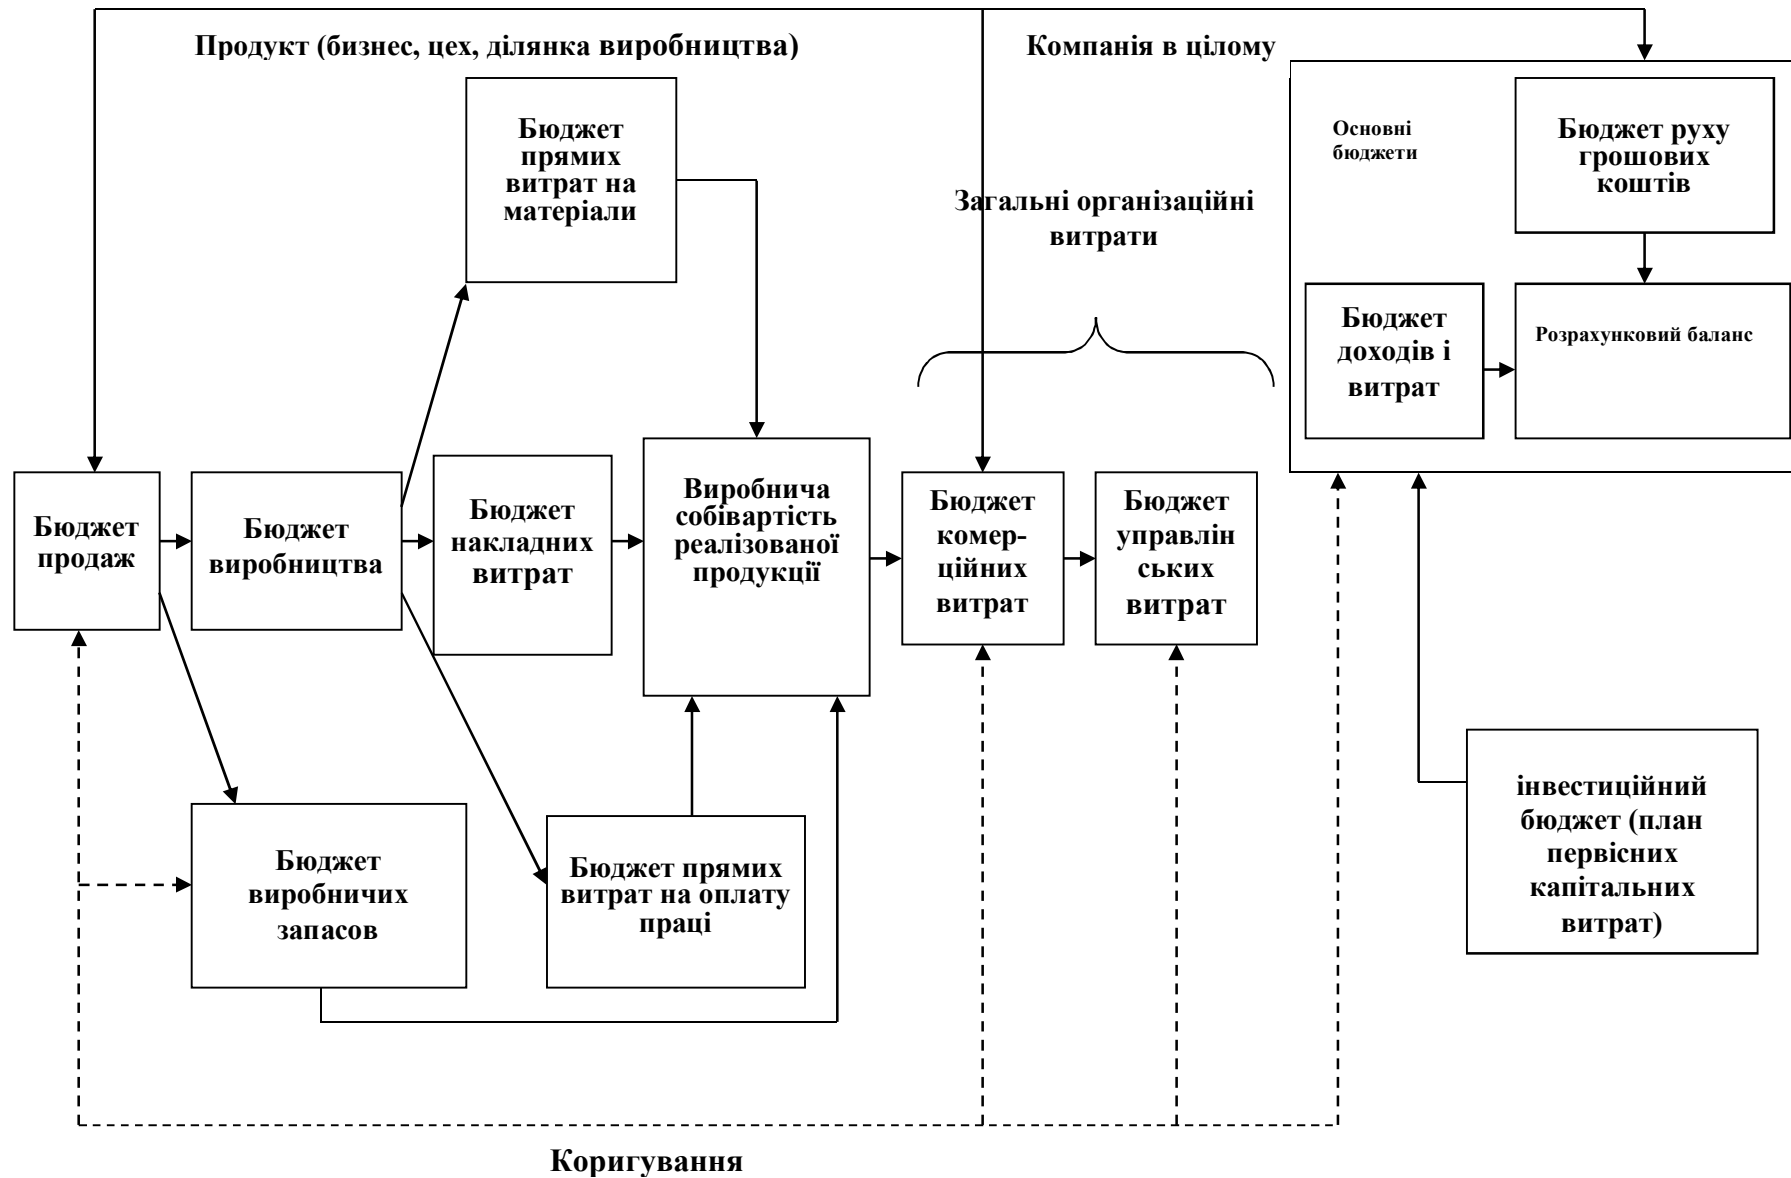 Продукт (бизнес, цех, ділянка виробництва)
Компанія в цілому
Бюджет
прямих
витрат на
матеріали
Основні
бюджети
Бюджет руху
грошових
коштів
Загальні організаційні
витрати
Бюджет
доходів і
витрат
Розрахунковий баланс
Бюджет
продаж
Бюджет
виробництва
Бюджет
накладних
витрат
Виробнича
собівартість
реалізованої
продукції
Бюджет
комер-
ційних
витрат
Бюджет
управлін
ських
витрат
Бюджет
виробничих
запасов
Бюджет прямих
витрат на оплату
праці
інвестиційний
бюджет (план
первісних
капітальних
витрат)
Коригування